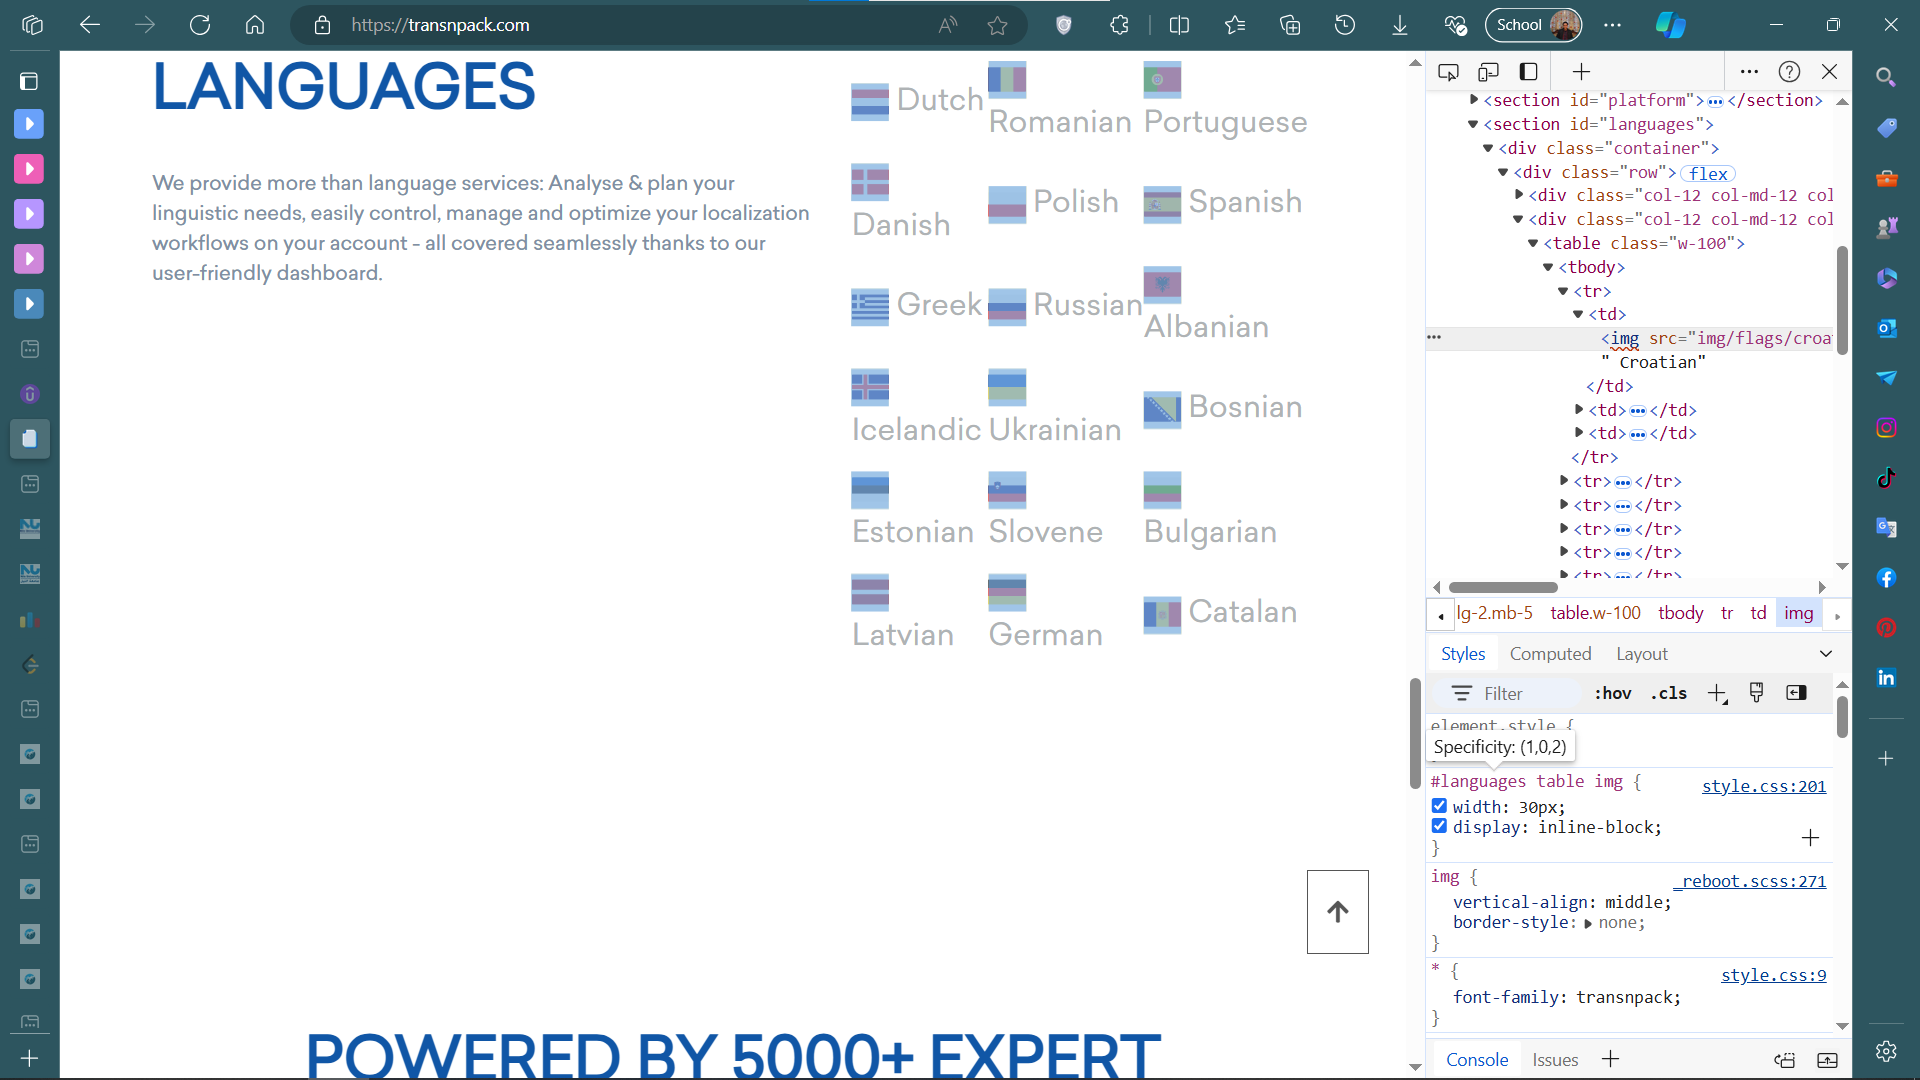 https://transnpack.com
School
LANGUAGES
We provide more than language services: Analyse & plan your
linguistic needs, easily control, manage and optimize your localization
workflows on your account - all covered seamlessly thanks to our
user-friendly dashboard.
Dutch
Romanian
Portuguese
Danish
Polish
Spanish
Greek
Russian
Albanian
Icelandic
Ukrainian
Bosnian
Estonian
Slovene
Bulgarian
Latvian
German
Catalan
POWERED BY 5000+ EXPERT
<section id="platform">…</section>
<section id="languages">
<div class="container">
<div class="row"> flex
<div class="col-12 col-md-12 col
<div class="col-12 col-md-12 col
<table class="w-100">
<tbody>
<tr>
<td>
<img src="img/flags/croa
" Croatian"
</td>
<td>…</td>
<td>…</td>
</tr>
<tr>…</tr>
<tr>…</tr>
<tr>…</tr>
<tr>…</tr>
<tr>…</tr>
lg-2.mb-5 table.w-100 tbody tr td img
Styles Computed Layout
Filter :hov .cls
element.style {
Specificity: (1,0,2)
#languages table img { style.css:201
width: 30px;
display: inline-block;
}
img { _reboot.scss:271
vertical-align: middle;
border-style: none;
}
* { style.css:9
font-family: transnpack;
}
Console Issues